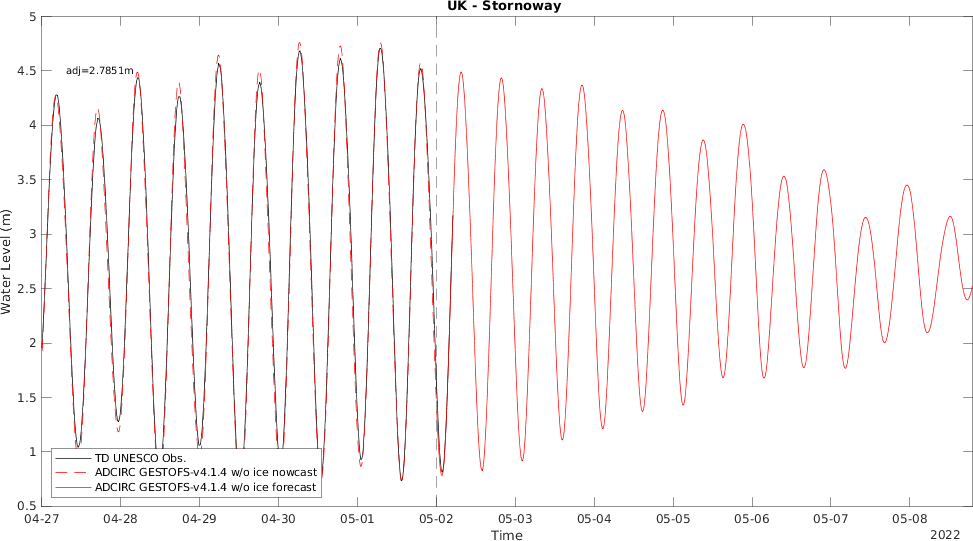 UK - Stornoway
5
4.5
4
3.5
3
2.5
2
1.5
1
0.5
Water Level (m)
adj=2.7851m
TD UNESCO Obs.
ADCIRC GESTOFS-v4.1.4 w/o ice nowcast
ADCIRC GESTOFS-v4.1.4 w/o ice forecast
04-27 04-28 04-29 04-30 05-01 05-02 05-03 05-04 05-05 05-06 05-07 05-08
Time
2022